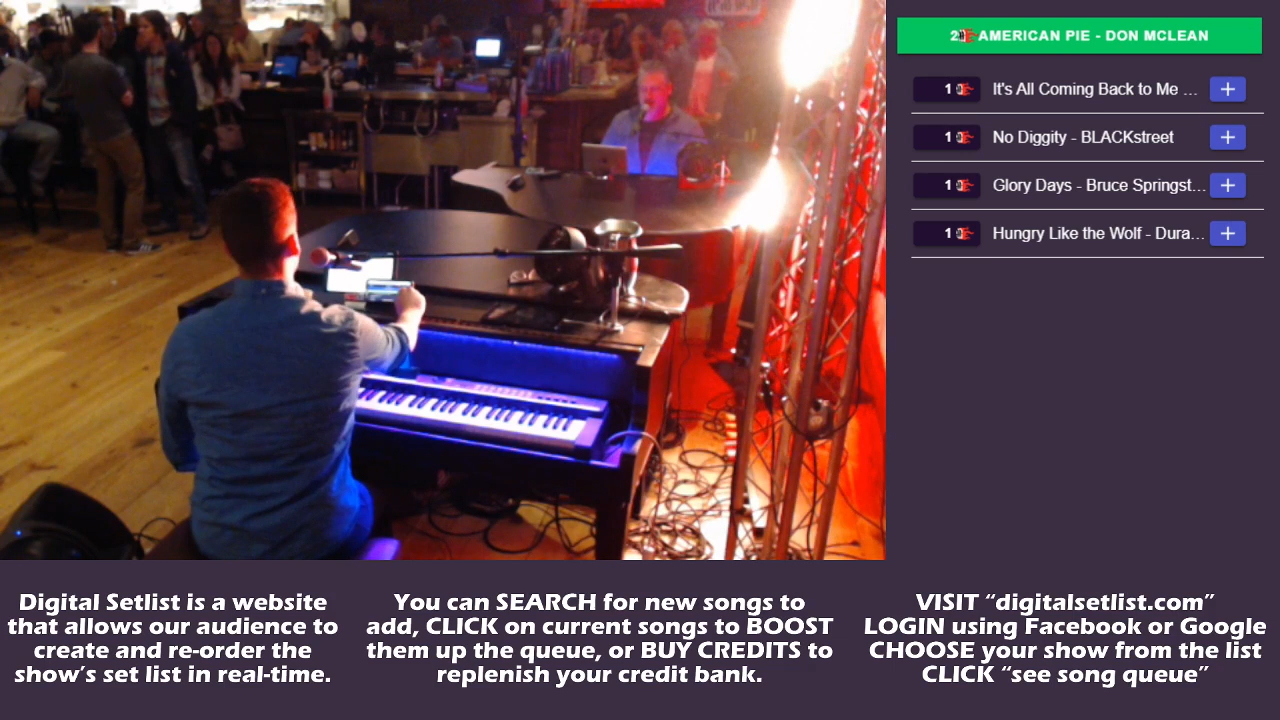 2 AMERICAN PIE - DON MCLEAN
1 It's All Coming Back to Me ...
1 No Diggity - BLACKstreet
1 Glory Days - Bruce Springst...
1 Hungry Like the Wolf - Dura...
Digital Setlist is a website
that allows our audience to
create and re-order the
show's set list in real-time.
You can SEARCH for new songs to
add, CLICK on current songs to BOOST
them up the queue, or BUY CREDITS to
replenish your credit bank.
VISIT “digitalsetlist.com”
LOGIN using Facebook or Google
CHOOSE your show from the list
CLICK “see song queue”